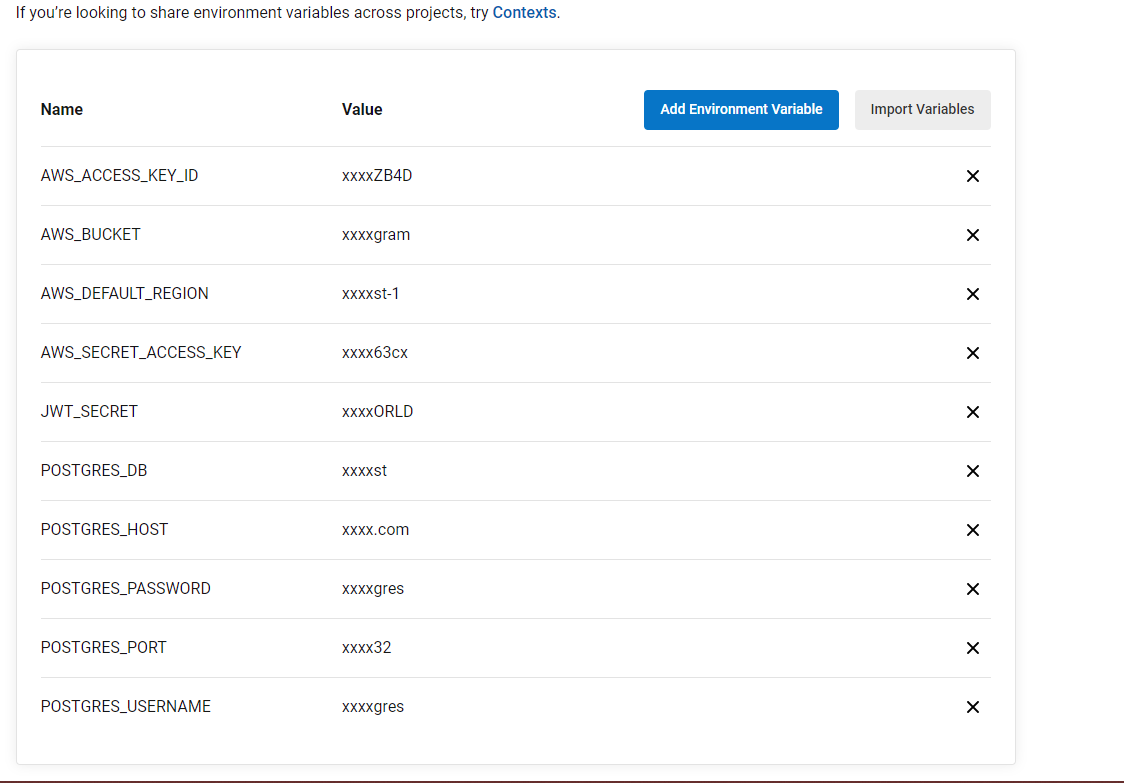 If you're looking to share environment variables across projects, try Contexts.
Name Value Add Environment Variable Import Variables
AWS_ACCESS_KEY_ID xxxxZB4D
AWS_BUCKET xxxxgram
AWS_DEFAULT_REGION xxxxst-1
AWS_SECRET_ACCESS_KEY xxxx63cx
JWT_SECRET xxxxORLD
POSTGRES_DB xxxxst
POSTGRES_HOST xxxx.com
POSTGRES_PASSWORD xxxxgres
POSTGRES_PORT xxxx32
POSTGRES_USERNAME xxxxgres